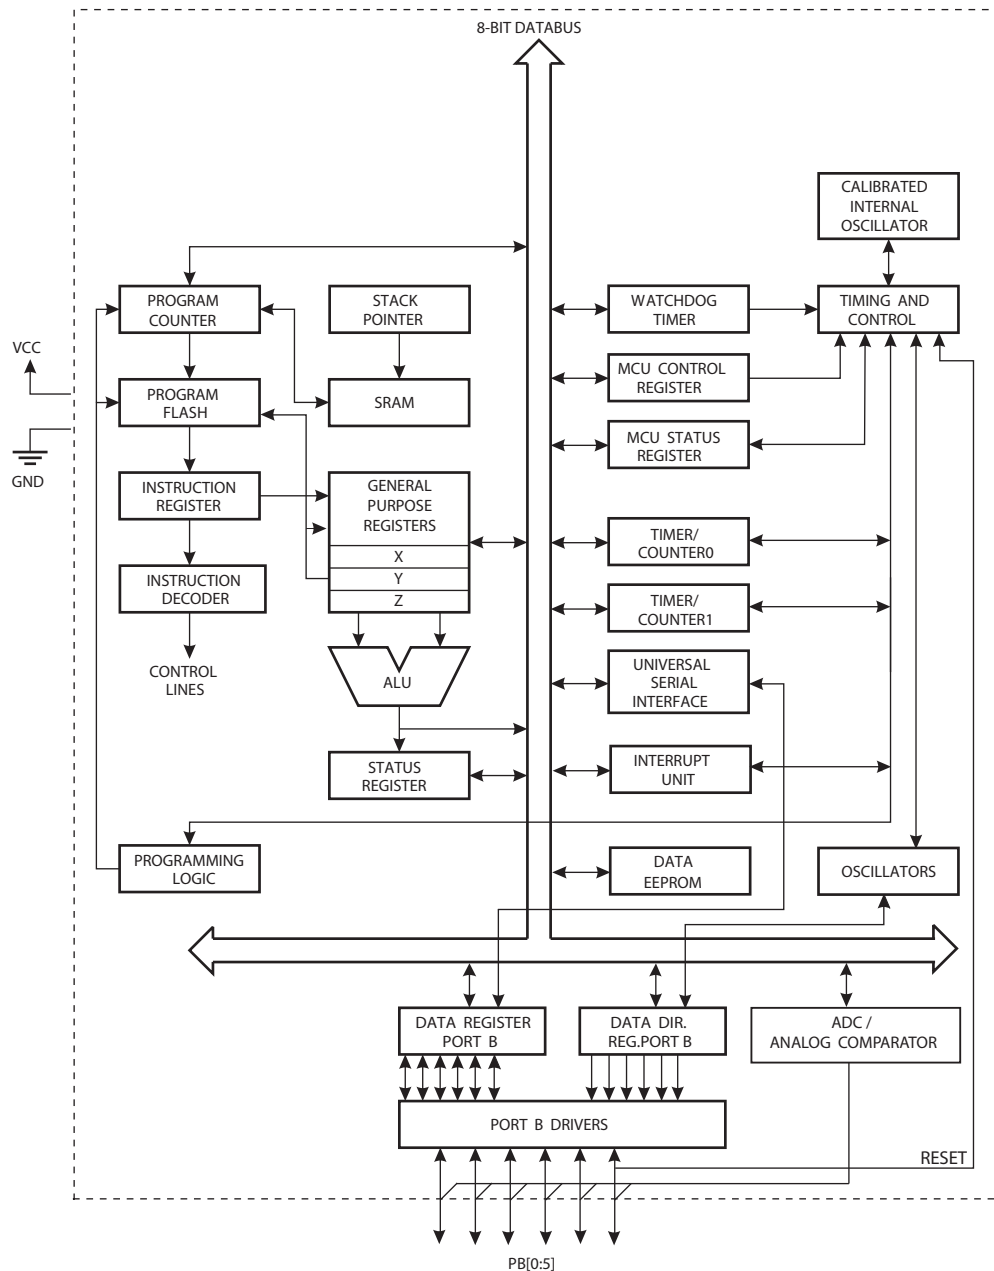 8-BIT DATABUS
CALIBRATED
INTERNAL
OSCILLATOR
PROGRAM
COUNTER
STACK
POINTER
WATCHDOG
TIMER
TIMING AND
CONTROL
VCC
PROGRAM
FLASH
SRAM
MCU CONTROL
REGISTER
MCU STATUS
REGISTER
GND
INSTRUCTION
REGISTER
GENERAL
PURPOSE
REGISTERS
X
Y
Z
TIMER/
COUNTER0
INSTRUCTION
DECODER
TIMER/
COUNTER1
CONTROL
LINES
ALU
UNIVERSAL
SERIAL
INTERFACE
STATUS
REGISTER
INTERRUPT
UNIT
PROGRAMMING
LOGIC
DATA
EEPROM
OSCILLATORS
DATA REGISTER
PORT B
DATA DIR.
REG.PORT B
ADC /
ANALOG COMPARATOR
PORT B DRIVERS
RESET
PB[0:5]